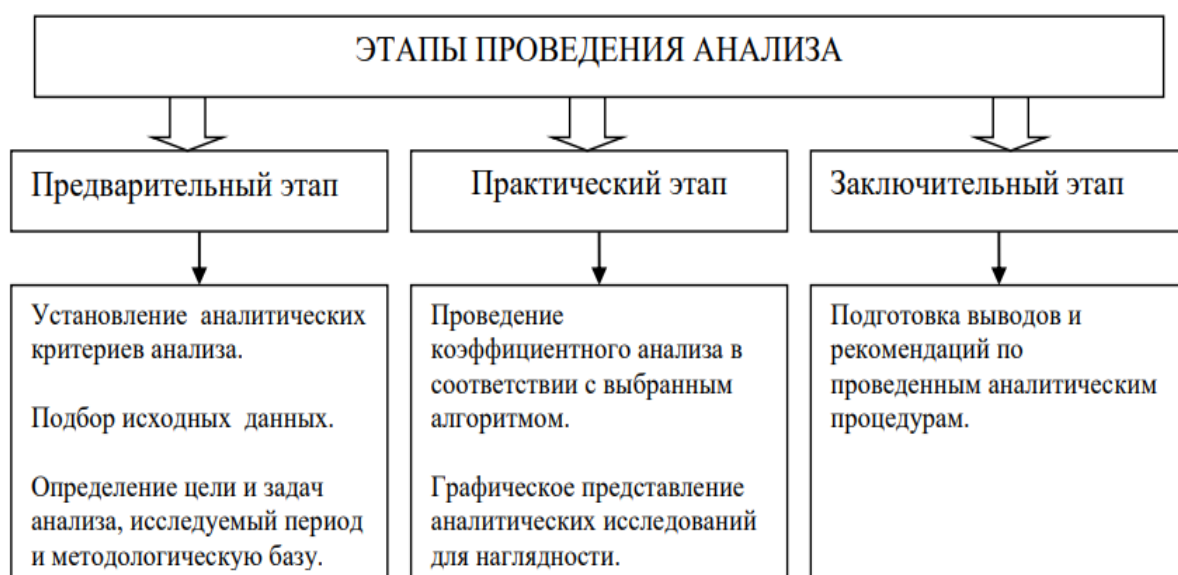 ЭТАПЫ ПРОВЕДЕНИЯ АНАЛИЗА
Предварительный этап
Практический этап
Заключительный этап
Установление аналитических
критериев анализа.
Подбор исходных данных.
Определение цели и задач
анализа, исследуемый период
и методологическую базу.
Проведение
коэффициентного анализа в
соответствии с выбранным
алгоритмом.
Графическое представление
аналитических исследований
для наглядности.
Подготовка выводов и
рекомендаций по
проведенным аналитическим
процедурам.